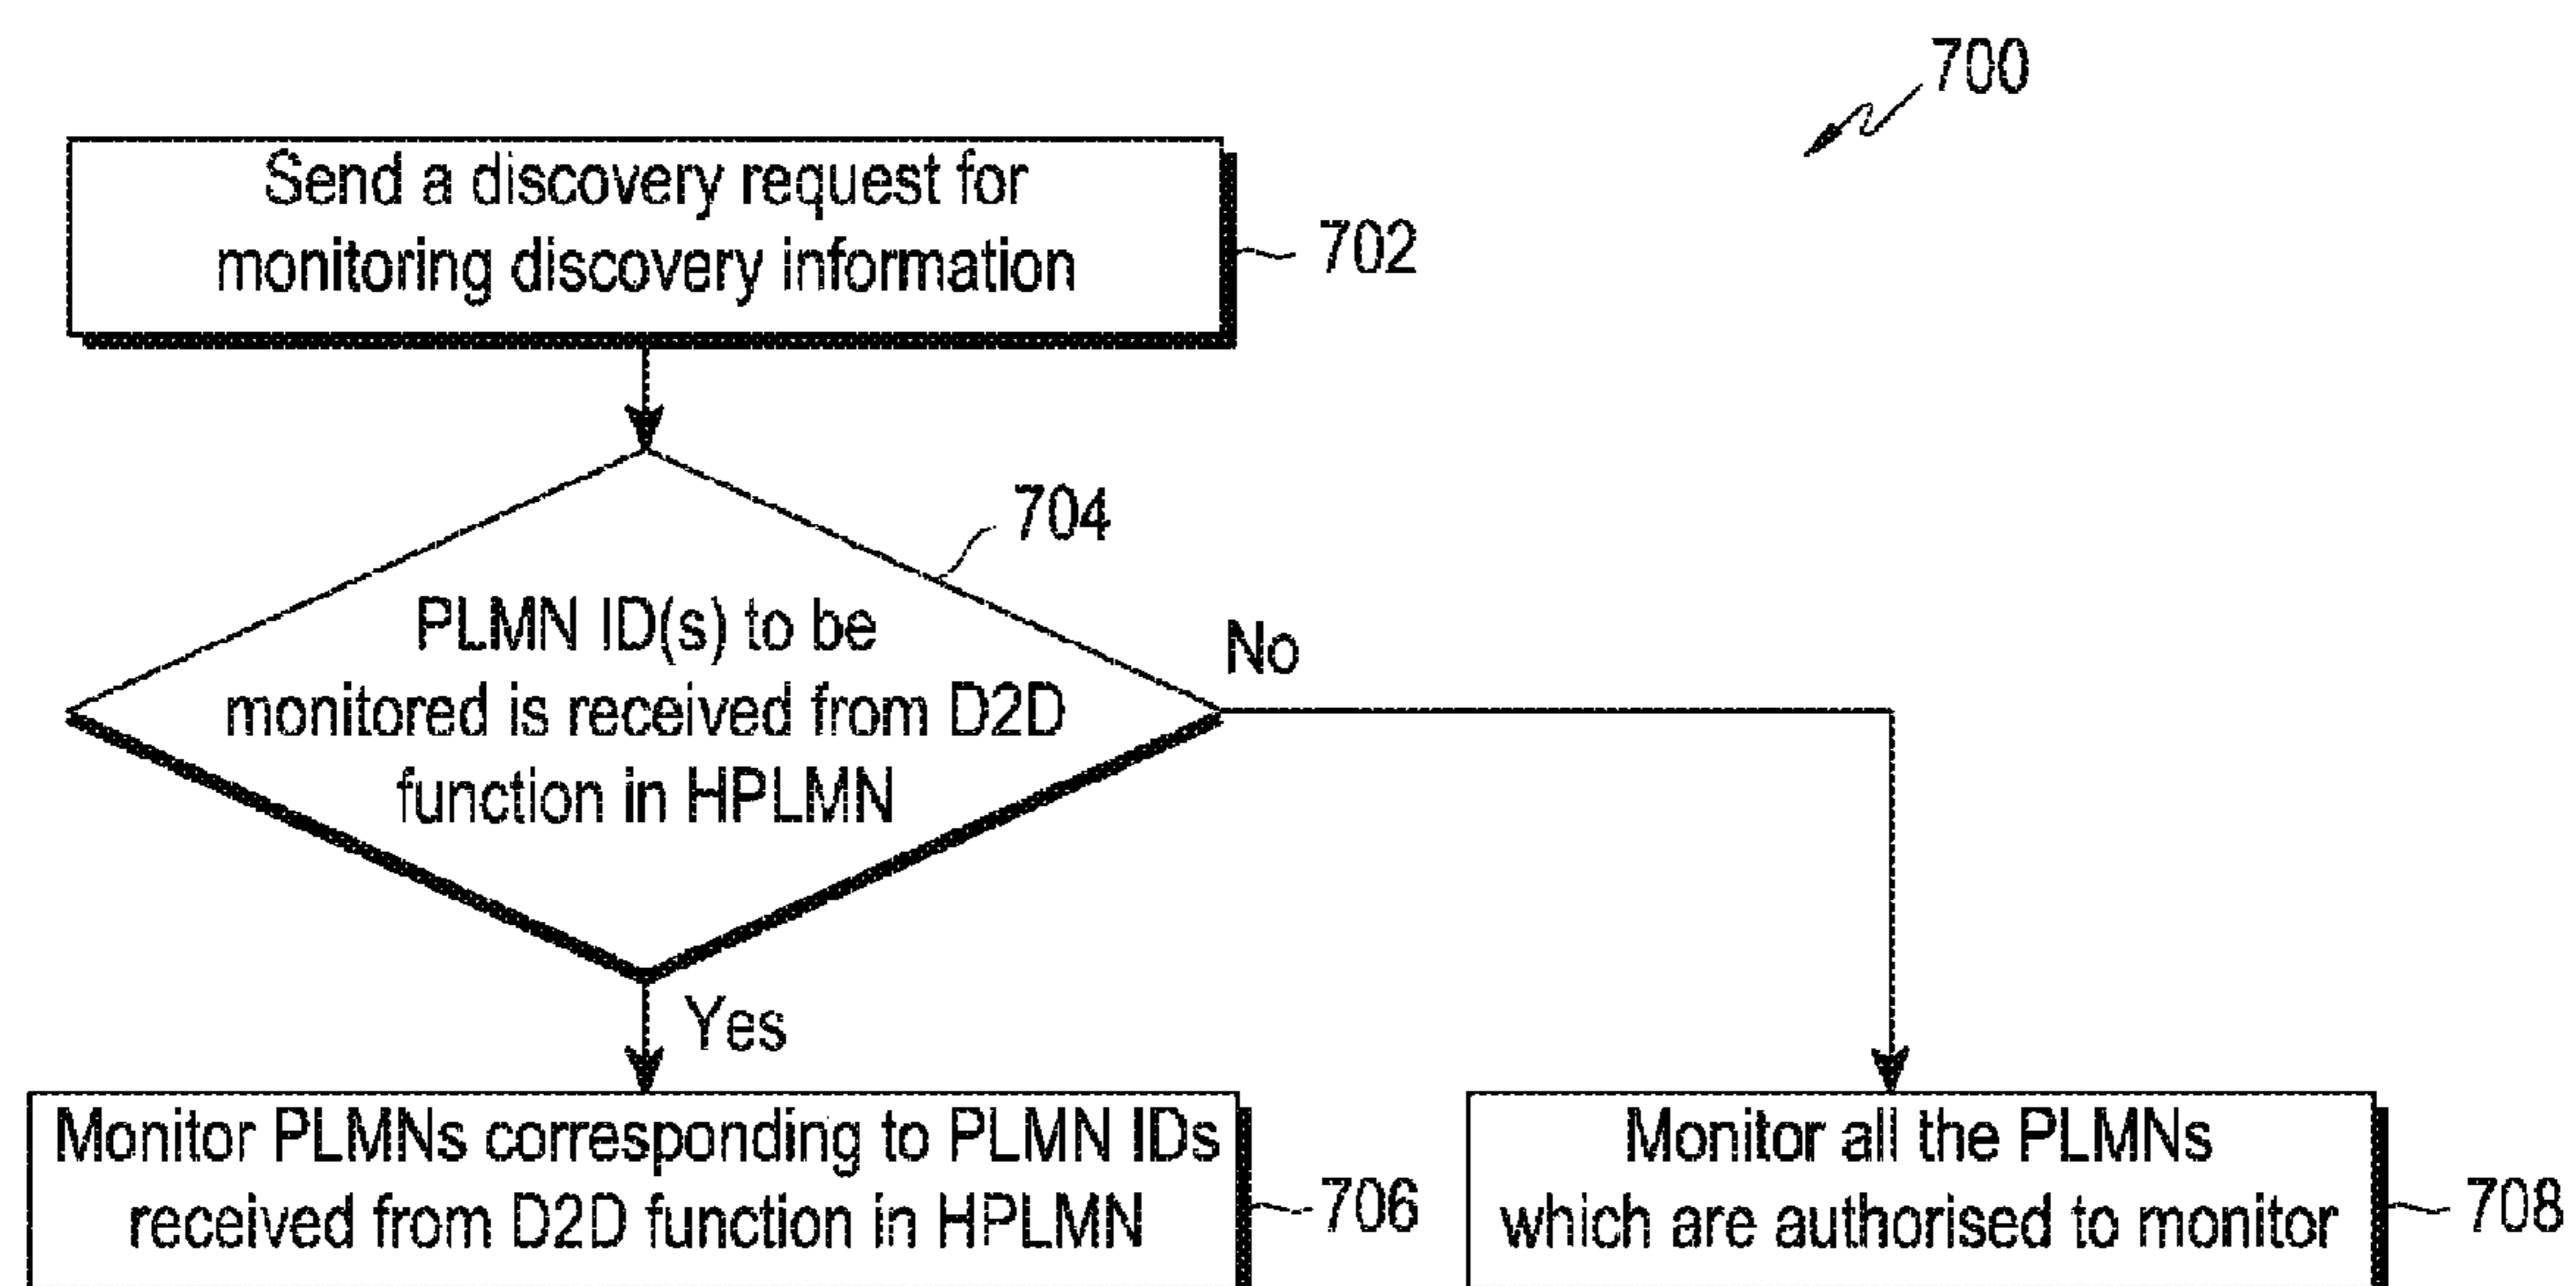 700
Send a discovery request for
monitoring discovery information
702
704
PLMN ID(s) to be
monitored is received from D2D
function in HPLMN
No
Yes
Monitor PLMNs corresponding to PLMN IDs
received from D2D function in HPLMN
706
Monitor all the PLMNs
which are authorised to monitor
708